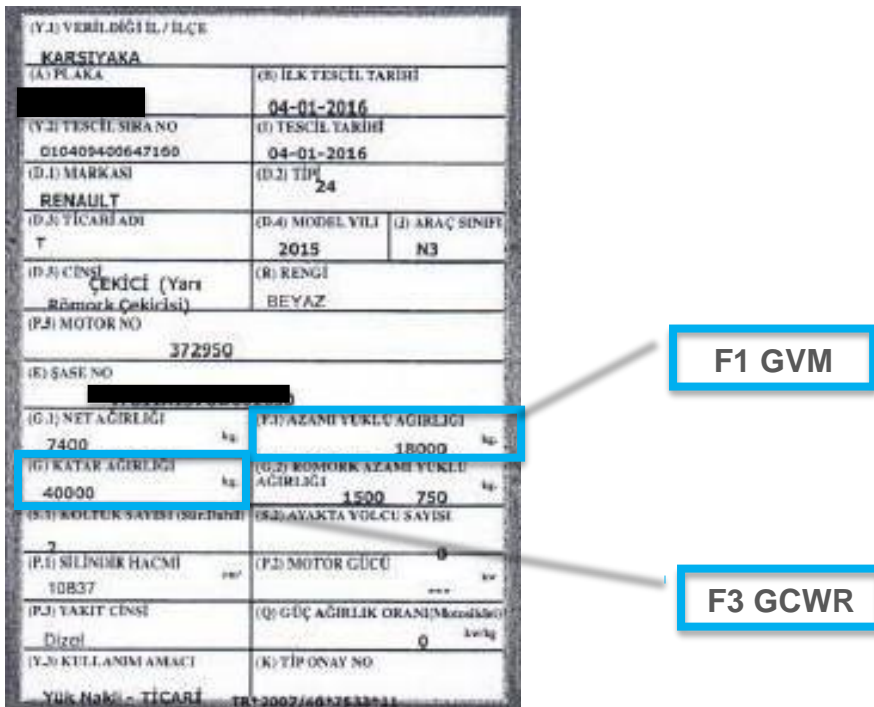 (Y.1) VERİLDİĞİ İL / İLÇE
KARSIYAKA
(A) PLAKA
(B) İLK TESCİL TARİHİ
04-01-2016
(Y.2) TESCİL SIRA NO
(I) TESCİL TARİHİ
010409400647160
04-01-2016
(D.1) MARKASI
(D.2) TİPİ
24
RENAULT
(D.3) TİCARİ ADI
(D.4) MODEL YILI
(J) ARAÇ SINIFI
T
2015
N3
(D.5) CİNSİ
ÇEKİCİ (Yarı
Römork Çekicisi)
(R) RENGİ
BEYAZ
(P.5) MOTOR NO
372950
F1 GVM
(E) ŞASE NO
(G.1) NET AĞIRLIĞI
7400 kg.
(F.1) AZAMİ YÜKLÜ AĞIRLIĞI
18000 kg.
(G) KATAR AĞIRLIĞI
40000 kg.
(G.2) ROMORK AZAMİ YÜKLÜ
AĞIRLIĞI
1500 750 kg.
(S.1) KOLTUK SAYISI (Sür.Dahil)
2
(S.2) AYAKTA YOLCU SAYISI
0
(P.1) SİLİNDİR HACMİ
10837 cm³
(P.2) MOTOR GÜCÜ
--- kw
F3 GCWR
(P.3) YAKIT CİNSİ
Dizel
(Q) GÜÇ AĞIRLIK ORANI(Motosiklet)
0 kw/kg
(Y.3) KULLANIM AMACI
Yük Nakli - TİCARİ
(K) TİP ONAY NO